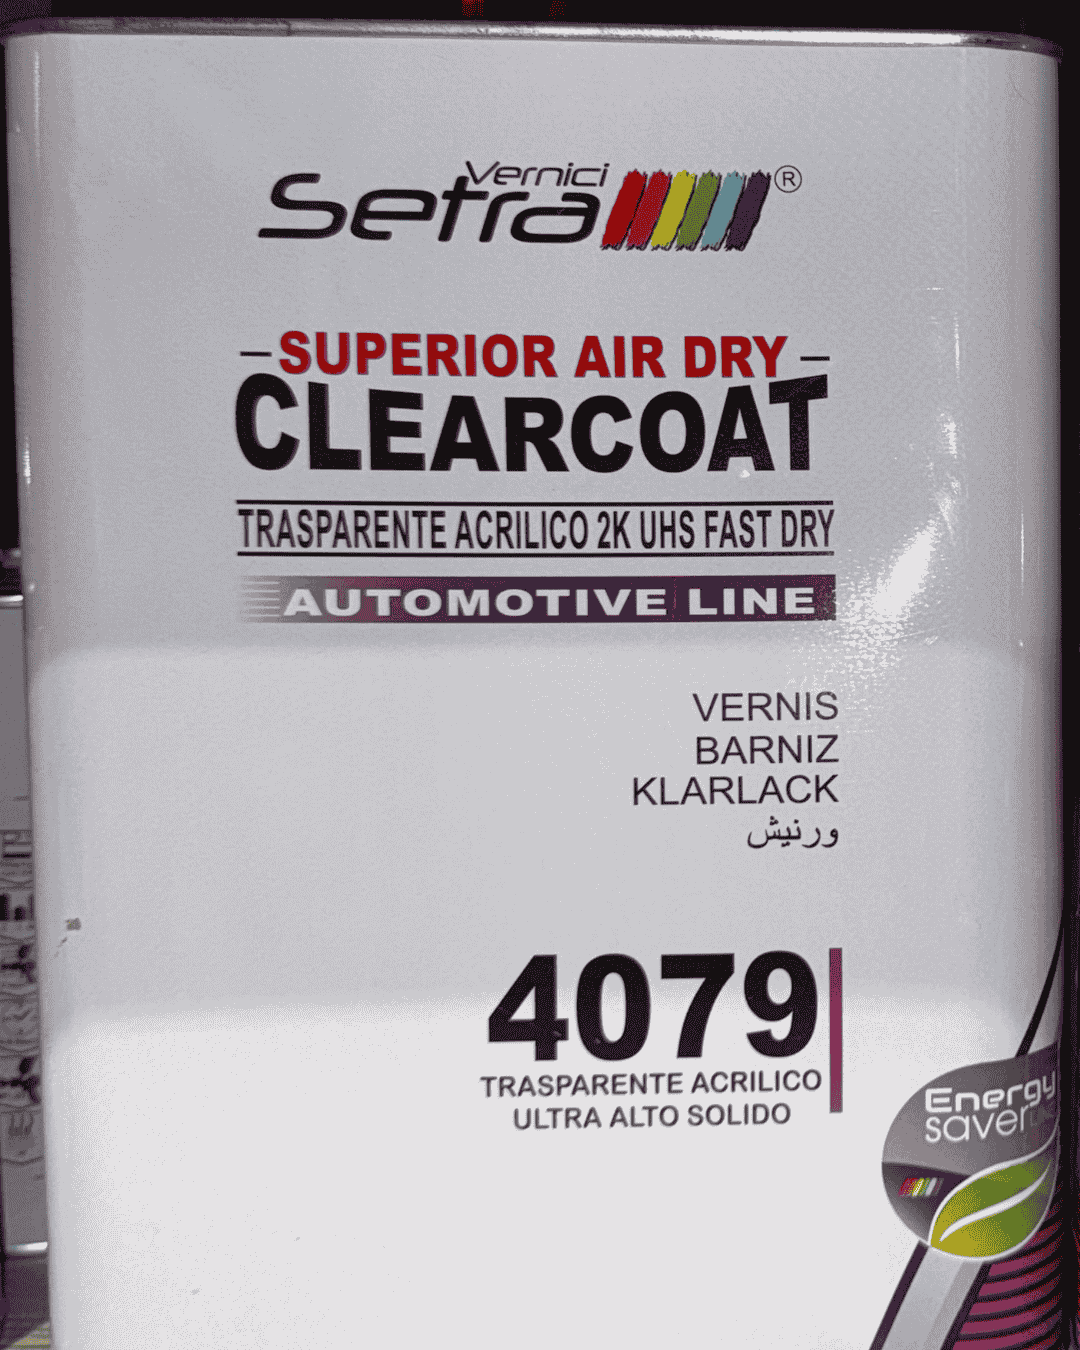 Vernici
Setra ®
SUPERIOR AIR DRY
CLEARCOAT
TRASPARENTE ACRILICO 2K UHS FAST DRY
AUTOMOTIVE LINE
VERNIS
BARNIZ
KLARLACK
ورنيش
4079
TRASPARENTE ACRILICO
ULTRA ALTO SOLIDO
Energy
saver